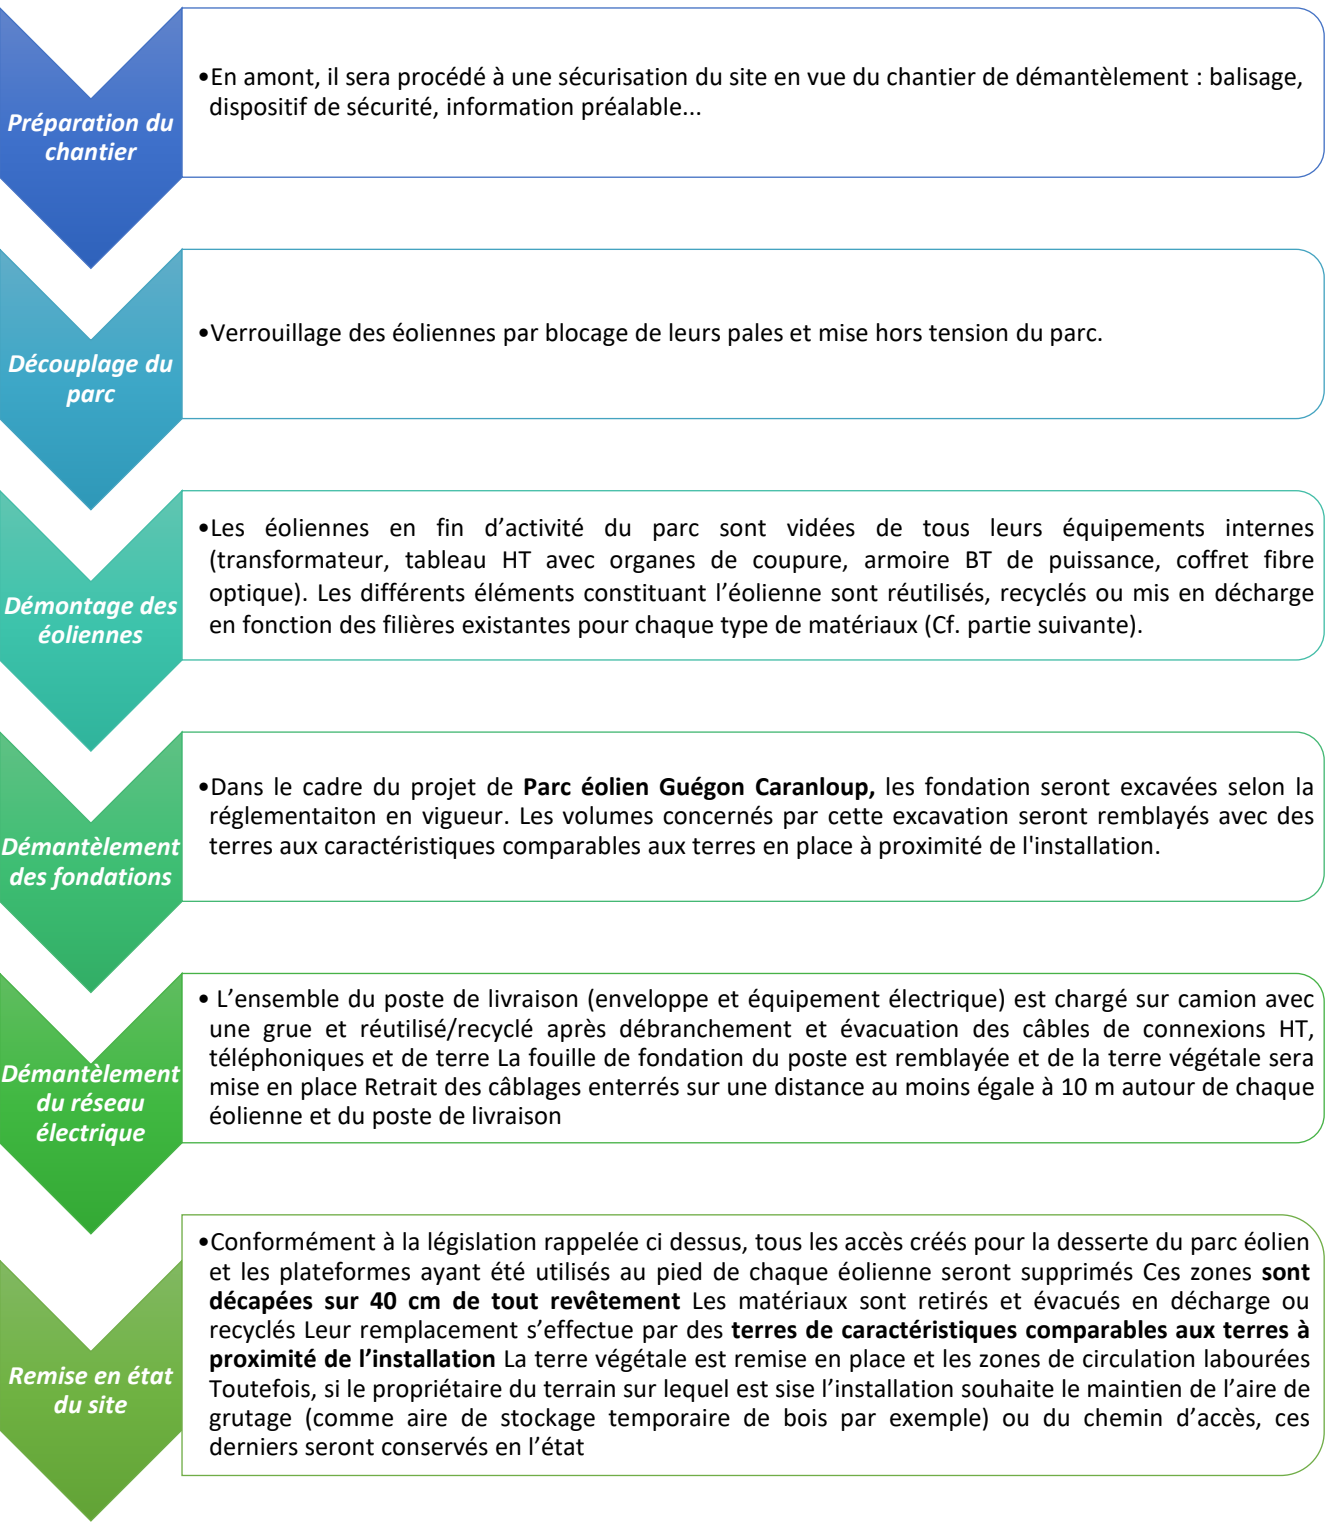 Préparation du
chantier
•En amont, il sera procédé à une sécurisation du site en vue du chantier de démantèlement : balisage,
dispositif de sécurité, information préalable...
Découplage du
parc
•Verrouillage des éoliennes par blocage de leurs pales et mise hors tension du parc.
Démontage des
éoliennes
•Les éoliennes en fin d’activité du parc sont vidées de tous leurs équipements internes
(transformateur, tableau HT avec organes de coupure, armoire BT de puissance, coffret fibre
optique). Les différents éléments constituant l’éolienne sont réutilisés, recyclés ou mis en décharge
en fonction des filières existantes pour chaque type de matériaux (Cf. partie suivante).
Démantèlement
des fondations
•Dans le cadre du projet de Parc éolien Guégon Caranloup, les fondation seront excavées selon la
réglementaiton en vigueur. Les volumes concernés par cette excavation seront remblayés avec des
terres aux caractéristiques comparables aux terres en place à proximité de l'installation.
Démantèlement
du réseau
électrique
• L’ensemble du poste de livraison (enveloppe et équipement électrique) est chargé sur camion avec
une grue et réutilisé/recyclé après débranchement et évacuation des câbles de connexions HT,
téléphoniques et de terre La fouille de fondation du poste est remblayée et de la terre végétale sera
mise en place Retrait des câblages enterrés sur une distance au moins égale à 10 m autour de chaque
éolienne et du poste de livraison
Remise en état
du site
•Conformément à la législation rappelée ci dessus, tous les accès créés pour la desserte du parc éolien
et les plateformes ayant été utilisés au pied de chaque éolienne seront supprimés Ces zones sont
décapées sur 40 cm de tout revêtement Les matériaux sont retirés et évacués en décharge ou
recyclés Leur remplacement s’effectue par des terres de caractéristiques comparables aux terres à
proximité de l’installation La terre végétale est remise en place et les zones de circulation labourées
Toutefois, si le propriétaire du terrain sur lequel est sise l’installation souhaite le maintien de l’aire de
grutage (comme aire de stockage temporaire de bois par exemple) ou du chemin d’accès, ces
derniers seront conservés en l’état